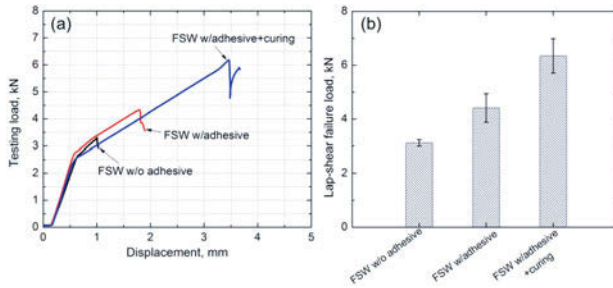 (a)
FSW w/adhesive+curing
FSW w/adhesive
FSW w/o adhesive
Testing load, kN
8
7
6
5
4
3
2
1
0
0 1 2 3 4 5
Displacement, mm
(b)
Lap-shear failure load, kN
8
6
4
2
0
FSW w/o adhesive
FSW w/adhesive
FSW w/adhesive
+curing